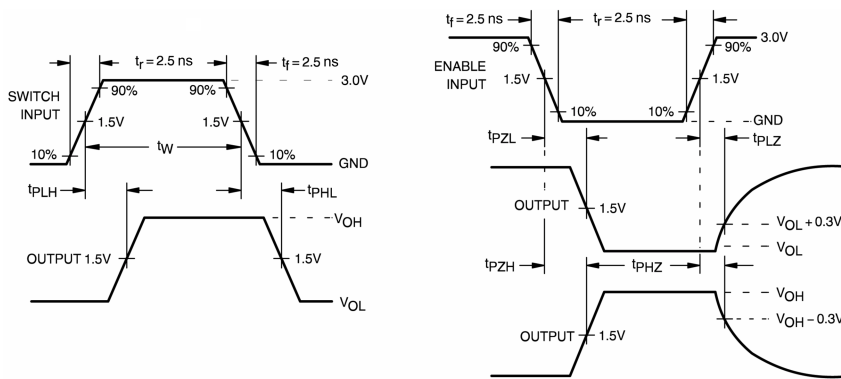 tr = 2.5 ns
tf = 2.5 ns
3.0V
SWITCH
INPUT
90%
90%
1.5V
1.5V
tW
10%
10%
GND
tPLH
tPHL
VOH
OUTPUT 1.5V
1.5V
VOL
tf = 2.5 ns
tr = 2.5 ns
3.0V
90%
90%
ENABLE
INPUT
1.5V
1.5V
10%
10%
GND
tPZL
tPLZ
OUTPUT
1.5V
VOL + 0.3V
VOL
tPZH
tPHZ
VOH
VOH − 0.3V
OUTPUT
1.5V